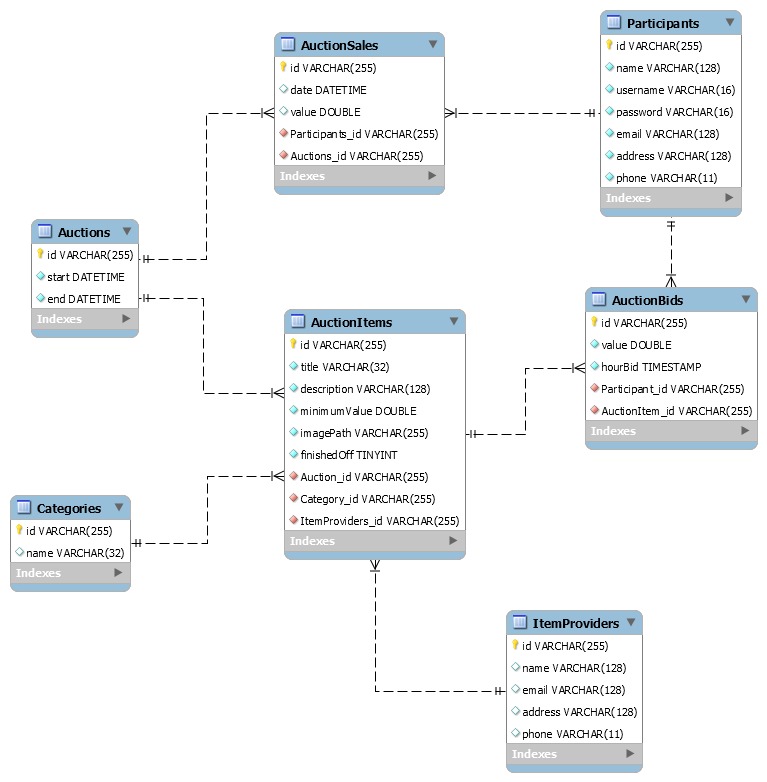 AuctionSales
id VARCHAR(255)
date DATETIME
value DOUBLE
Participants_id VARCHAR(255)
Auctions_id VARCHAR(255)
Indexes
Participants
id VARCHAR(255)
name VARCHAR(128)
username VARCHAR(16)
password VARCHAR(16)
email VARCHAR(128)
address VARCHAR(128)
phone VARCHAR(11)
Indexes
Auctions
id VARCHAR(255)
start DATETIME
end DATETIME
Indexes
AuctionItems
id VARCHAR(255)
title VARCHAR(32)
description VARCHAR(128)
minimumValue DOUBLE
imagePath VARCHAR(255)
finishedOff TINYINT
Auction_id VARCHAR(255)
Category_id VARCHAR(255)
ItemProviders_id VARCHAR(255)
Indexes
AuctionBids
id VARCHAR(255)
value DOUBLE
hourBid TIMESTAMP
Participant_id VARCHAR(255)
AuctionItem_id VARCHAR(255)
Indexes
Categories
id VARCHAR(255)
name VARCHAR(32)
Indexes
ItemProviders
id VARCHAR(255)
name VARCHAR(128)
email VARCHAR(128)
address VARCHAR(128)
phone VARCHAR(11)
Indexes